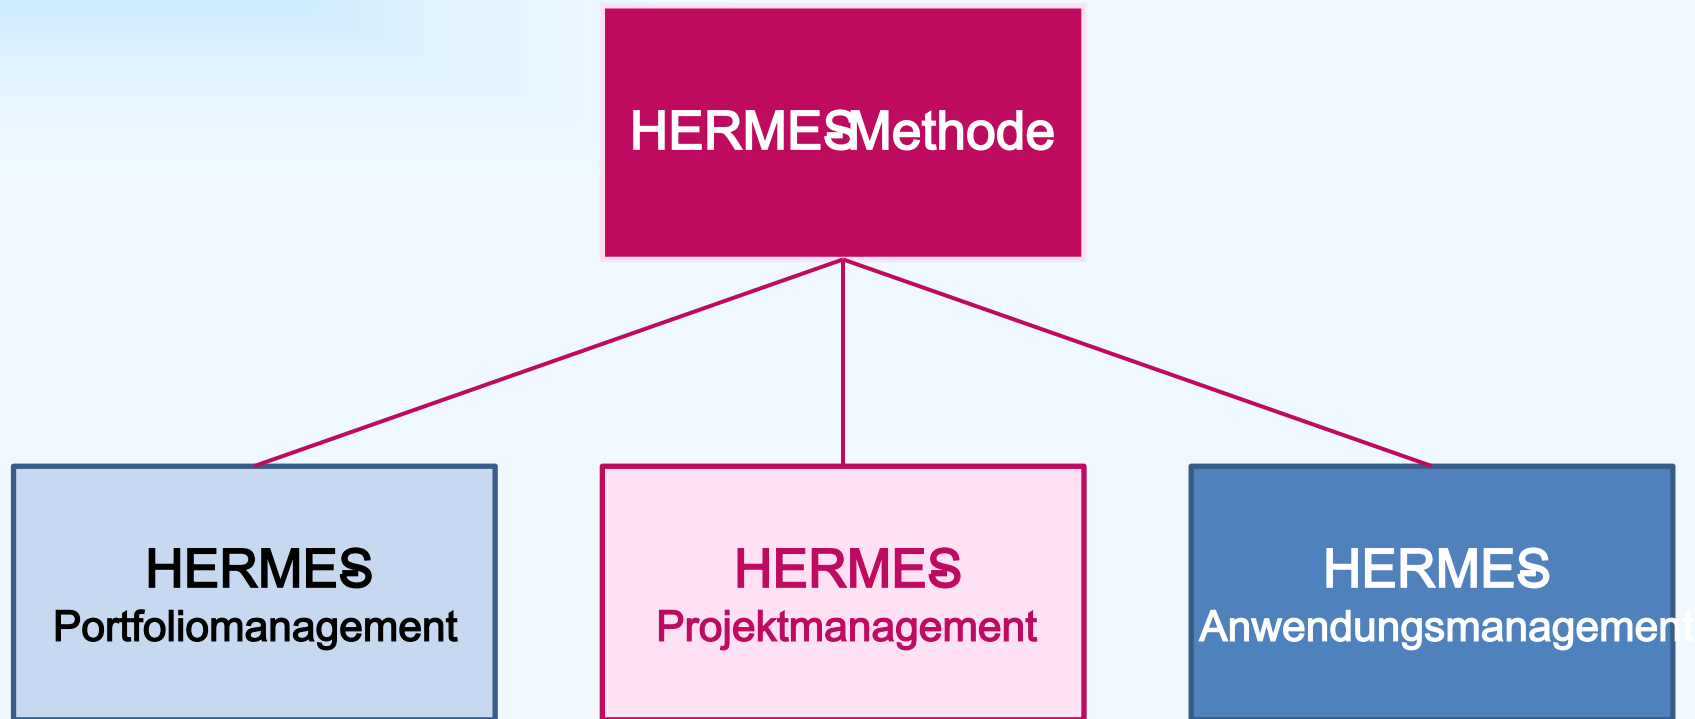 HERMES-Methode
HERMES-
Portfoliomanagement
HERMES-
Projektmanagement
HERMES-
Anwendungsmanagement